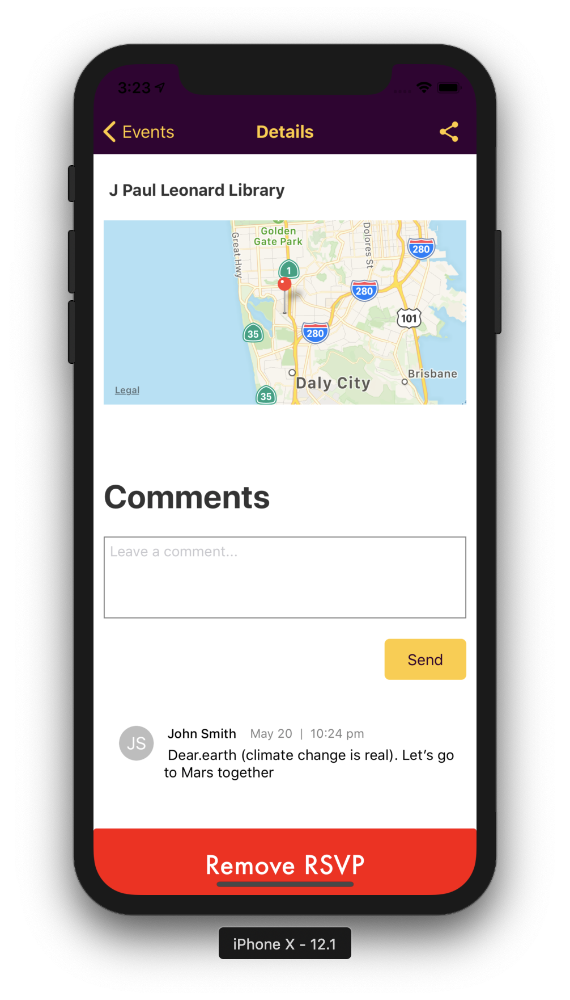 3:23
Events
Details
J Paul Leonard Library
Golden
Gate Park
Great Hwy
Dolores St
280
1
280
101
280
35
Brisbane
Daly City
Legal
35
Comments
Leave a comment...
Send
JS
John Smith May 20 | 10:24 pm
Dear.earth (climate change is real). Let’s go
to Mars together
Remove RSVP
iPhone X - 12.1